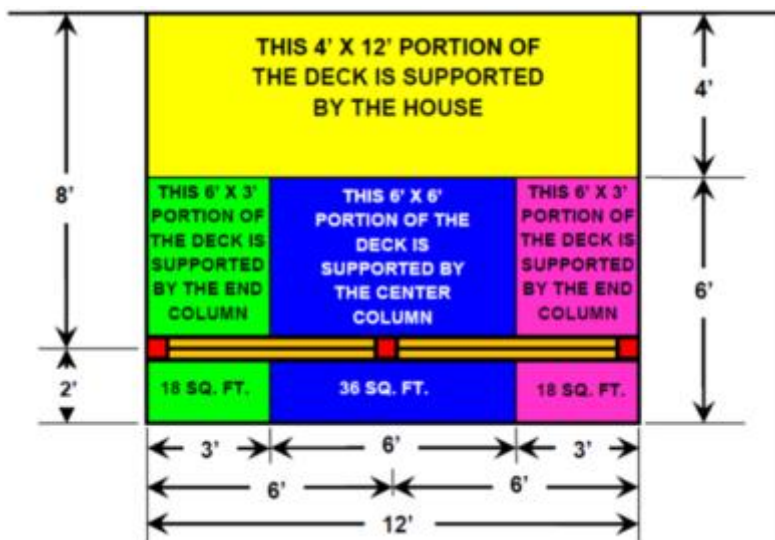 THIS 4' X 12' PORTION OF
THE DECK IS SUPPORTED
BY THE HOUSE
4'
8'
THIS 6' X 3'
PORTION OF
THE DECK IS
SUPPORTED
BY THE END
COLUMN
THIS 6' X 6'
PORTION OF THE
DECK IS
SUPPORTED BY
THE CENTER
COLUMN
THIS 6' X 3'
PORTION OF
THE DECK IS
SUPPORTED
BY THE END
COLUMN
6'
2'
18 SQ. FT.
36 SQ. FT.
18 SQ. FT.
3'
6'
3'
6'
6'
12'